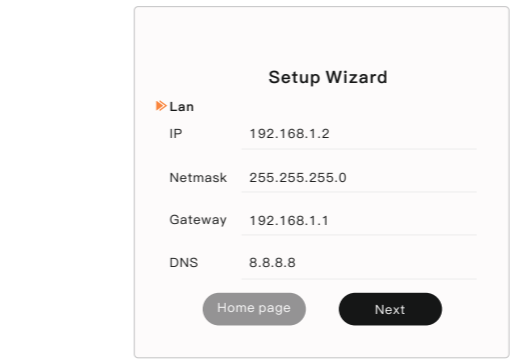 Setup Wizard
Lan
IP 192.168.1.2
Netmask 255.255.255.0
Gateway 192.168.1.1
DNS 8.8.8.8
Home page Next